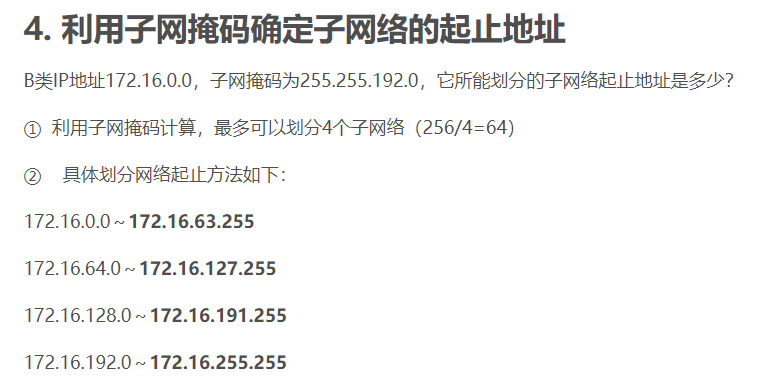 4. 利用子网掩码确定子网络的起止地址
B类IP地址172.16.0.0，子网掩码为255.255.192.0，它所能划分的子网络起止地址是多少？
① 利用子网掩码计算，最多可以划分4个子网络（256/4=64）
② 具体划分网络起止方法如下：
172.16.0.0～172.16.63.255
172.16.64.0～172.16.127.255
172.16.128.0～172.16.191.255
172.16.192.0～172.16.255.255